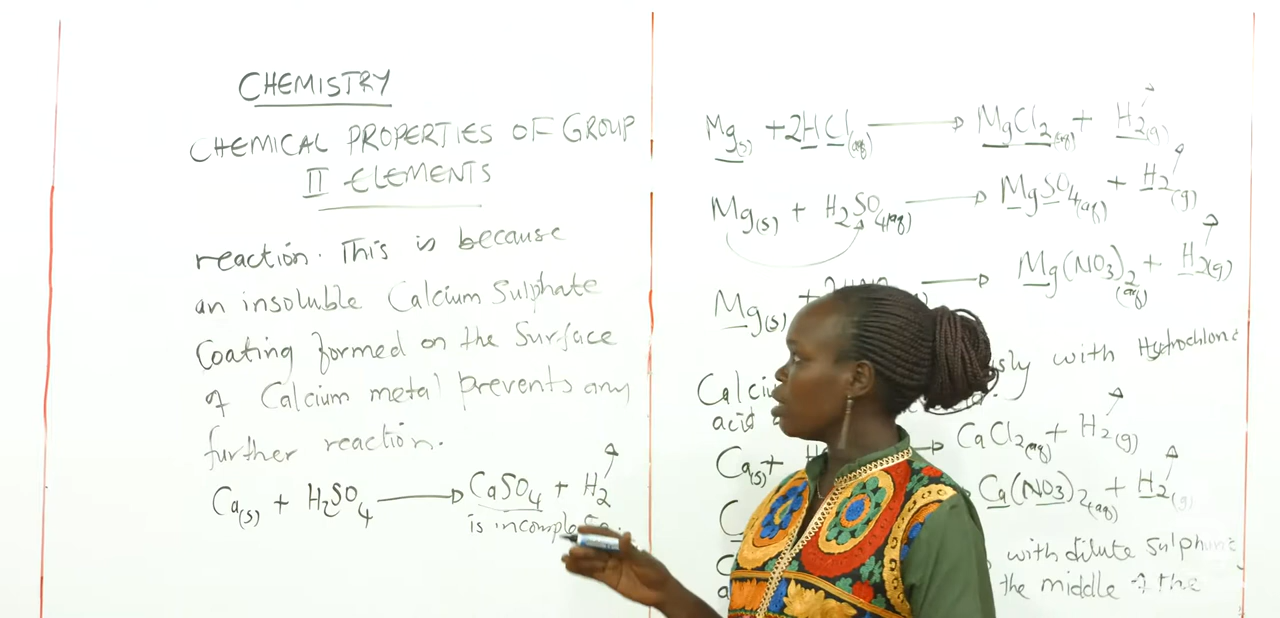 CHEMISTRY
CHEMICAL PROPERTIES OF GROUP
II ELEMENTS
reaction. This is because
an insoluble Calcium Sulphate
Coating formed on the Surface
of Calcium metal prevents any
further reaction.
Ca(s) + H2SO4 → CaSO4 + H2
is
Mg(s) + 2HCl(aq) → MgCl2(aq) + H2(g)
Mg(s) + H2SO4(aq) → MgSO4(aq) + H2(g)
Mg(s) + → Mg(NO3)2(aq) + H2(g)
with Hydrochloric
acid
Ca(s) + → CaCl2(aq) + H2(g)
Ca(NO3)2(aq) + H2(g)
with dilute Sulphuric
the middle of the